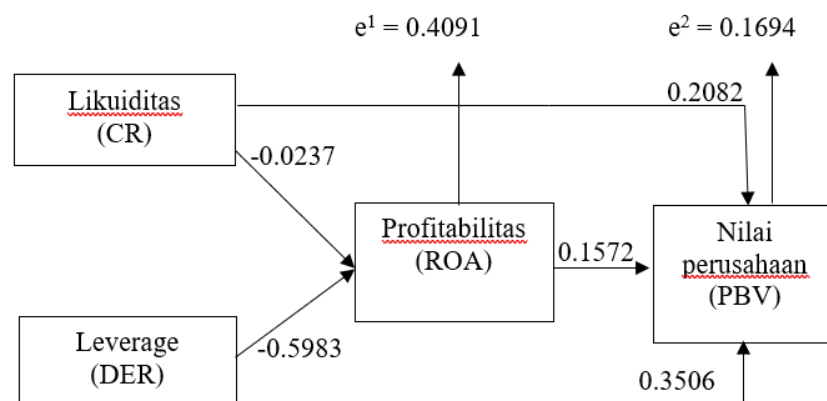 e¹ = 0.4091
e² = 0.1694
Likuiditas
(CR)
0.2082
-0.0237
Profitabilitas
(ROA)
0.1572
Nilai
perusahaan
(PBV)
Leverage
(DER)
-0.5983
0.3506